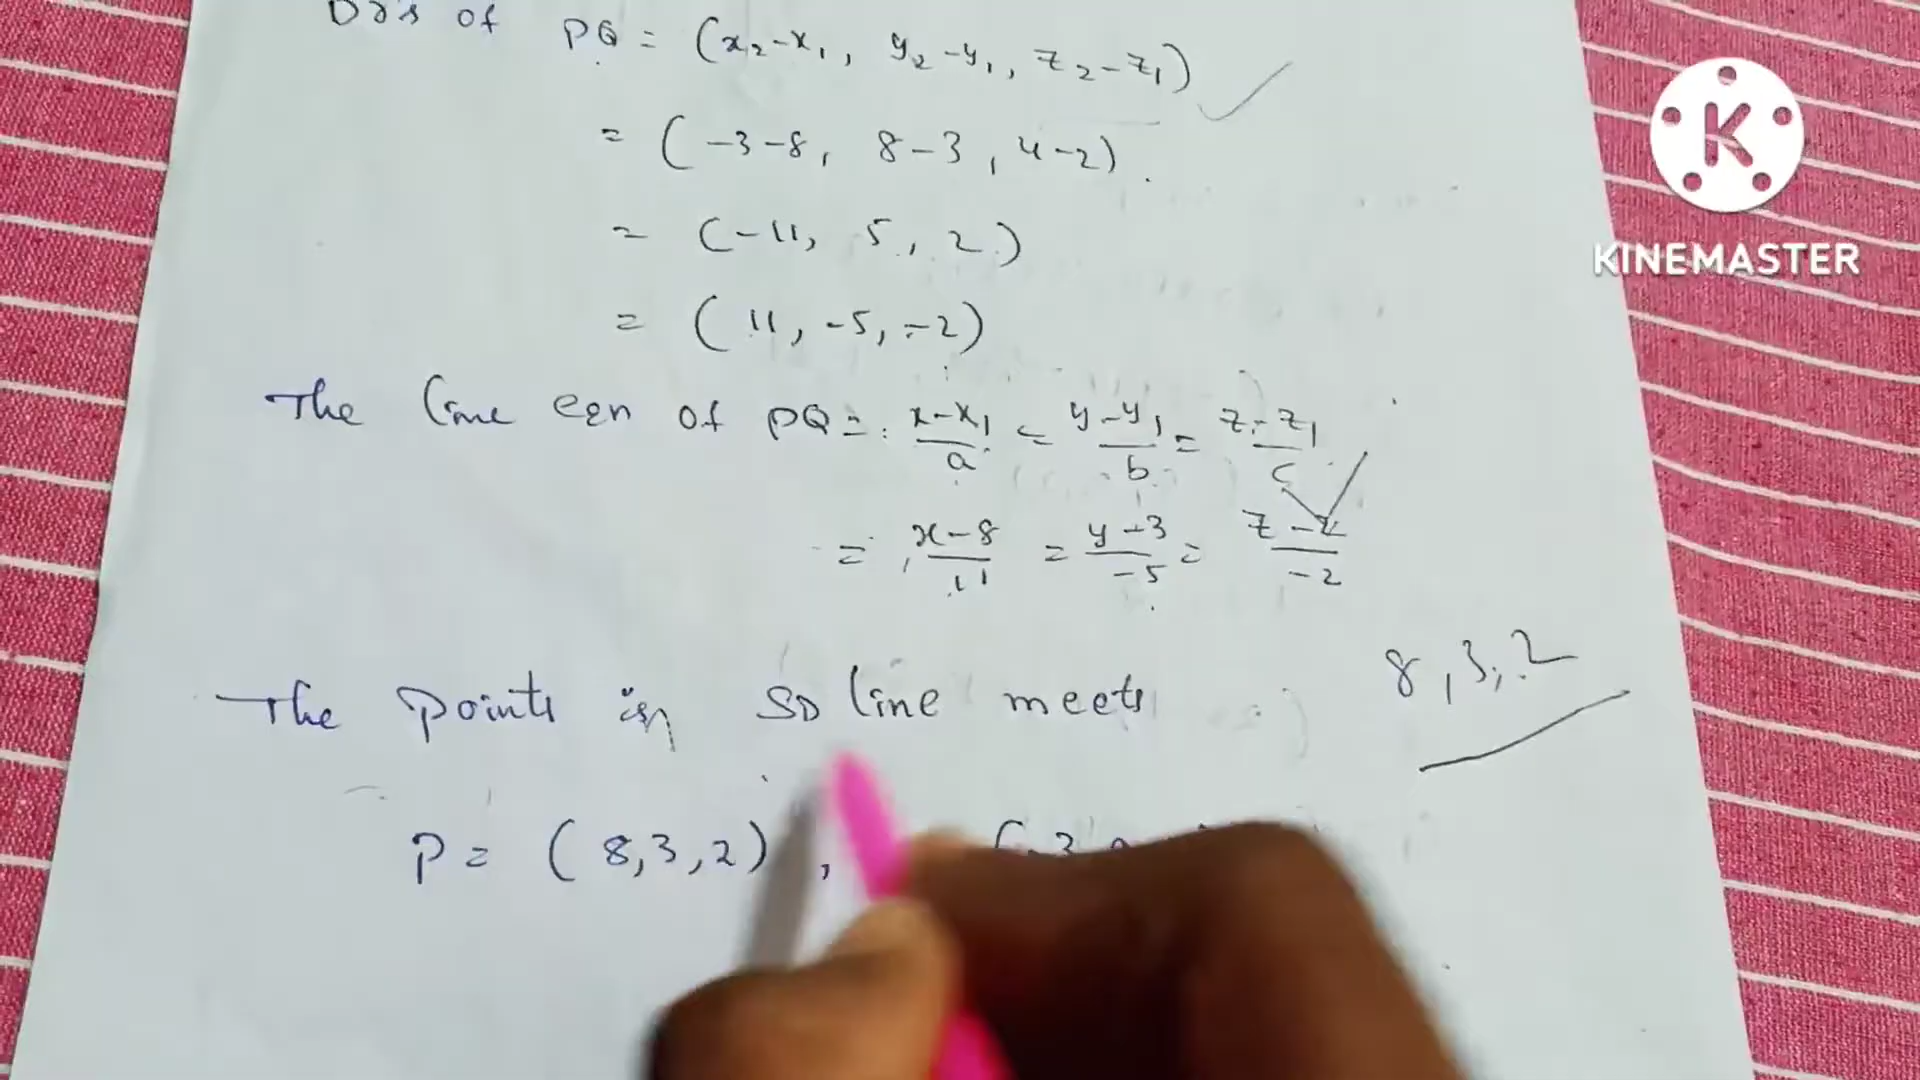 Drs of PQ = (x₂-x₁, y₂-y₁, z₂-z₁)
= (-3-8, 8-3, 4-2).
= (-11, 5, 2)
= (11, -5, -2)
The line eqn of PQ = x-x₁/a = y-y₁/b = z-z₁/c
= x-8/11 = y-3/-5 = z-2/-2
8,3,2
The points in SD line meets
P = (8,3,2),
KINEMASTER